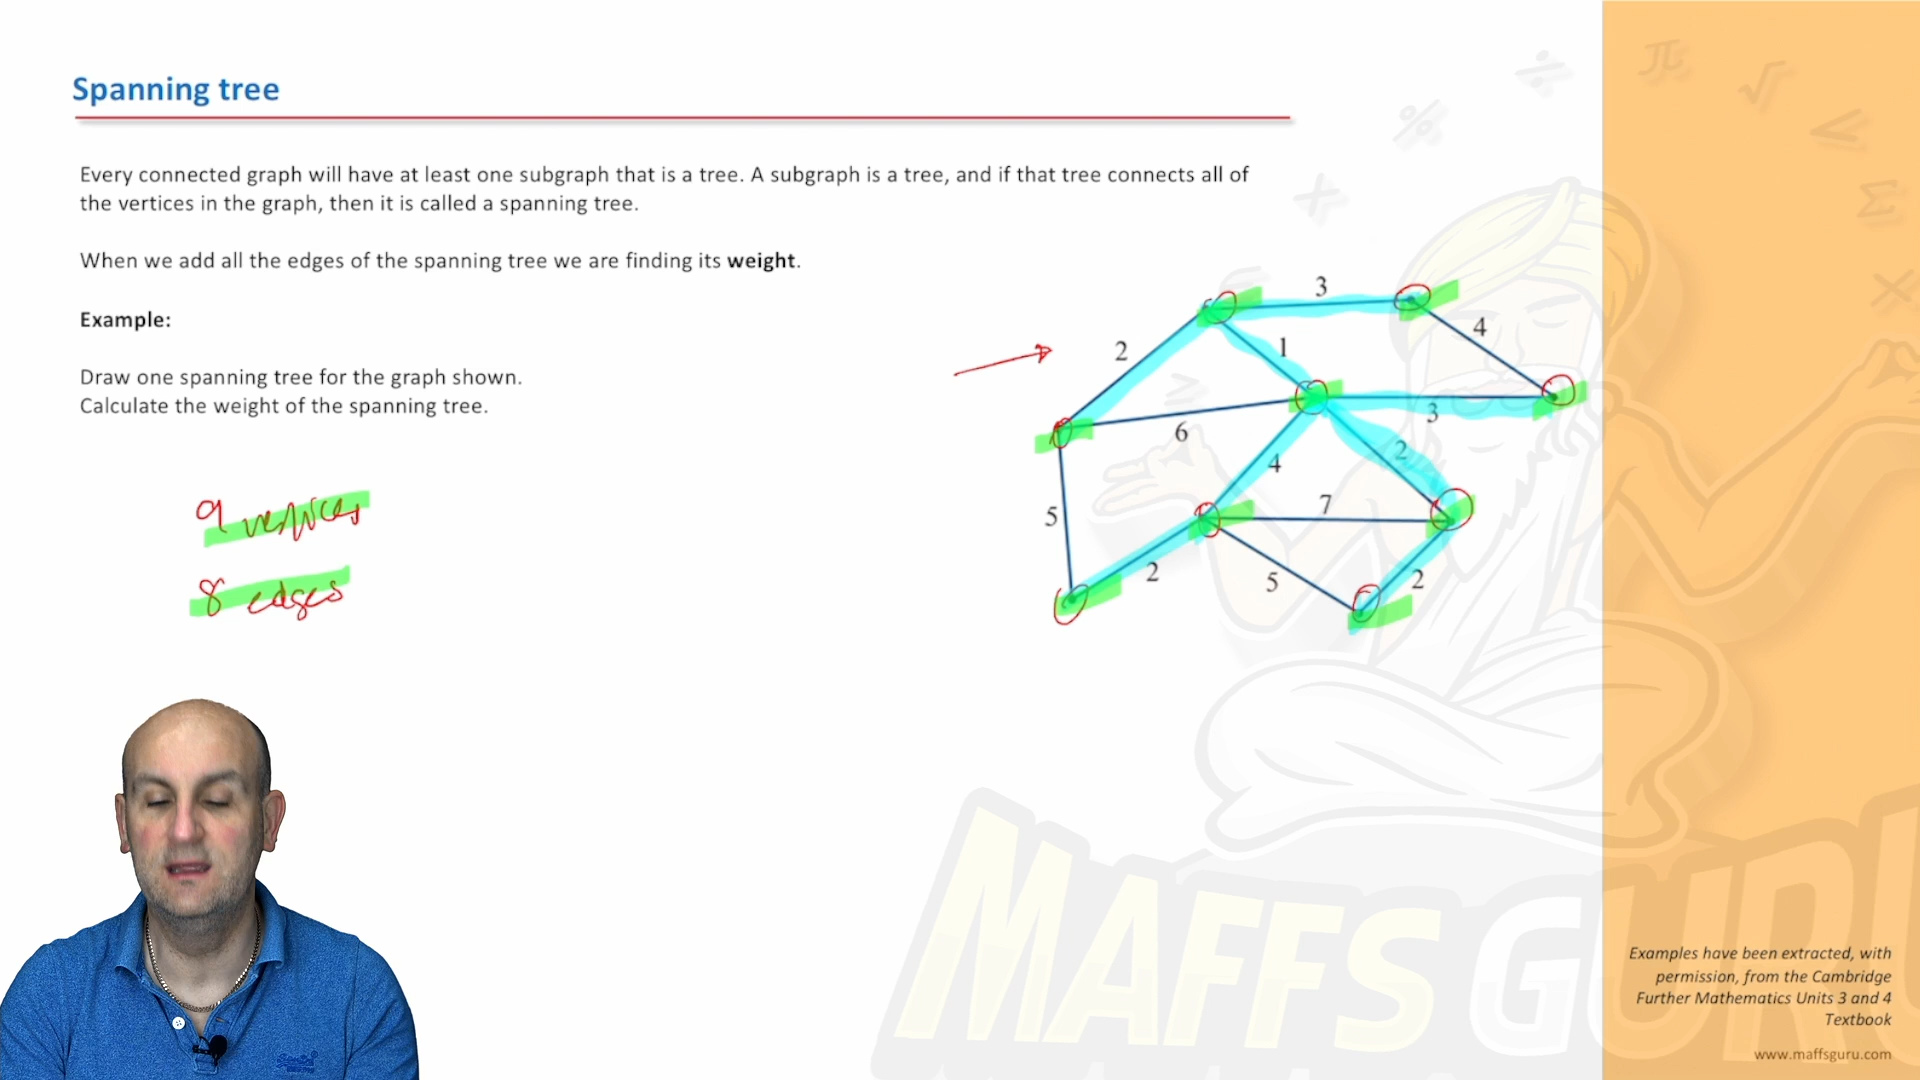 Spanning tree
Every connected graph will have at least one subgraph that is a tree. A subgraph is a tree, and if that tree connects all of
the vertices in the graph, then it is called a spanning tree.
When we add all the edges of the spanning tree we are finding its weight.
Example:
Draw one spanning tree for the graph shown.
Calculate the weight of the spanning tree.
9 vertices
8 edges
3
4
2
1
3
6
2
4
7
5
2
5
2
π
√
÷
%
≤
×
Σ
×
≥
MAFFS GURU
Examples have been extracted, with
permission, from the Cambridge
Further Mathematics Units 3 and 4
Textbook
www.maffsguru.com